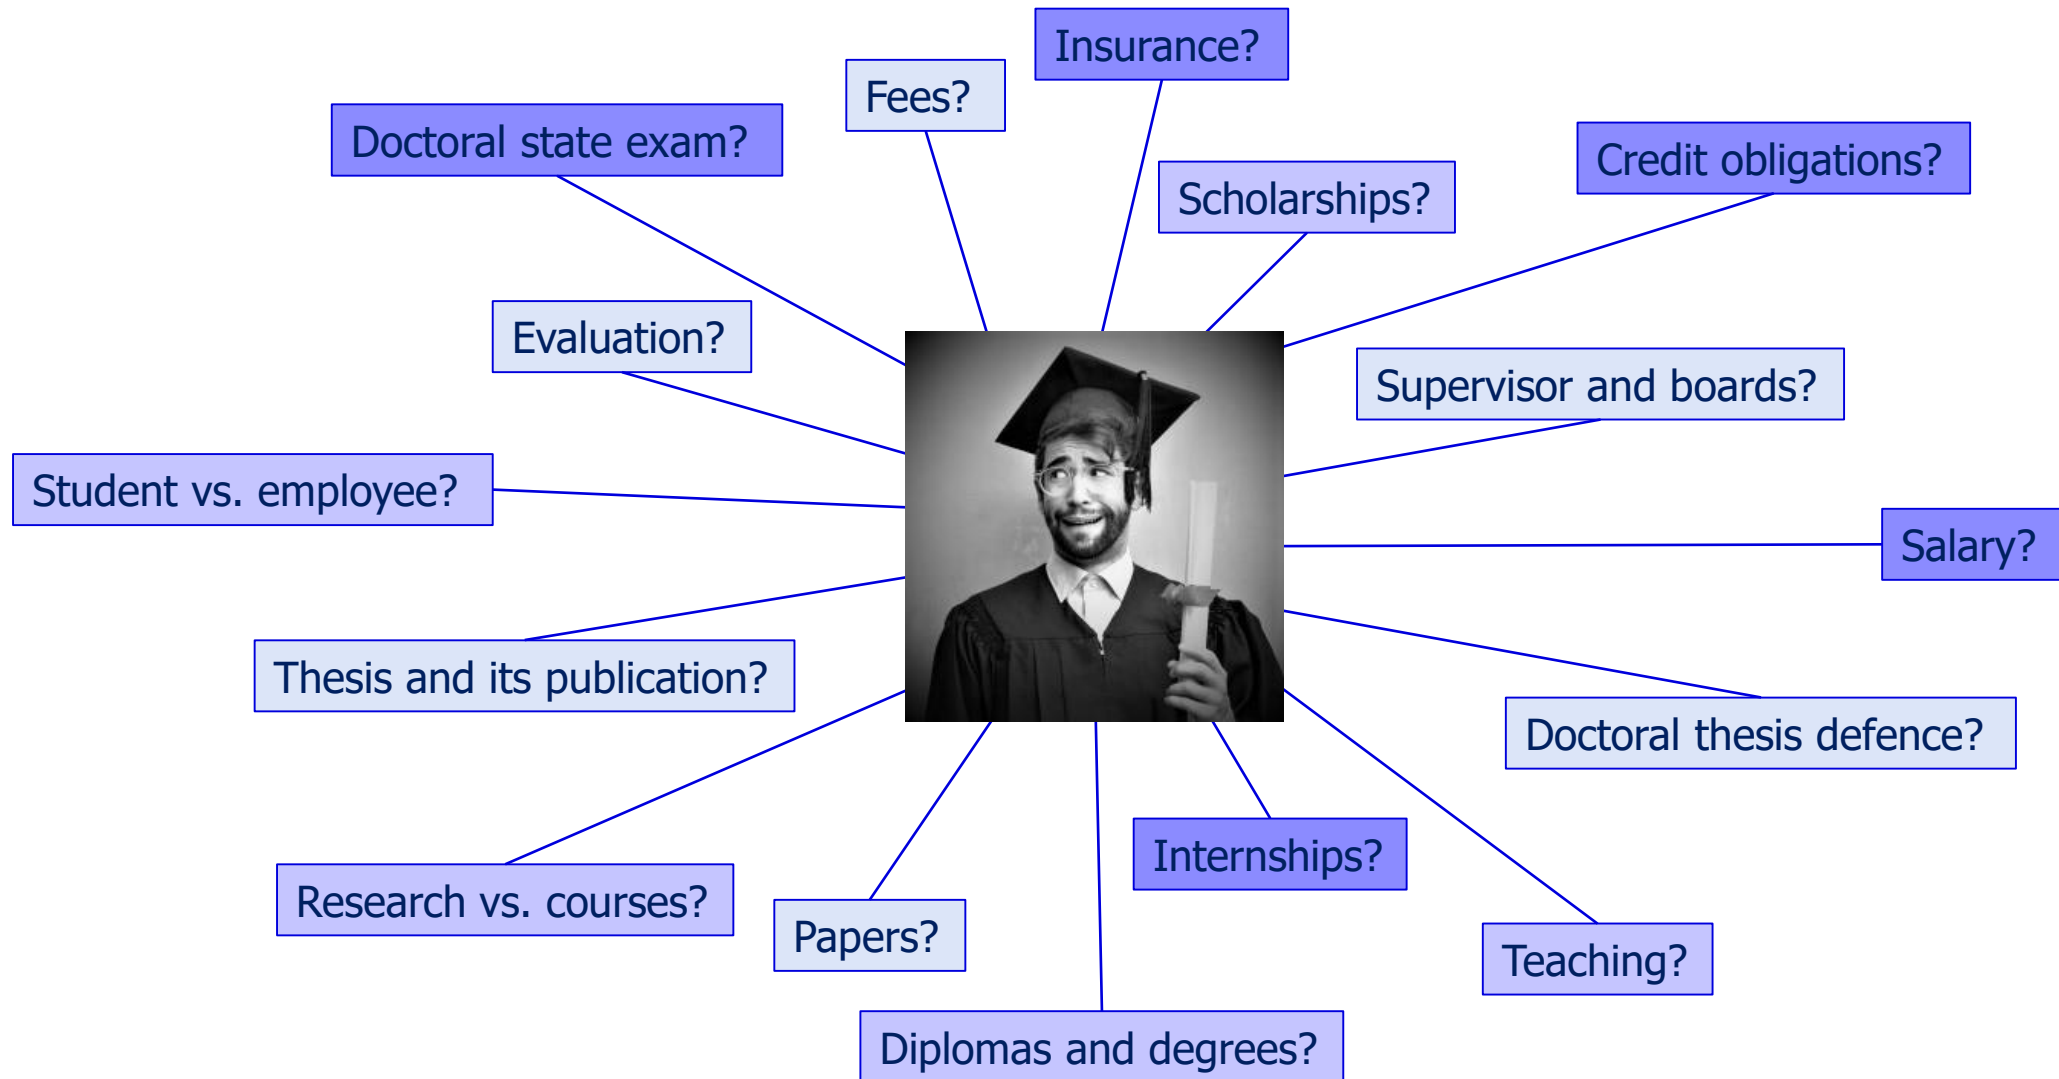 Insurance?
Fees?
Doctoral state exam?
Credit obligations?
Scholarships?
Evaluation?
Supervisor and boards?
Student vs. employee?
Salary?
Thesis and its publication?
Doctoral thesis defence?
Internships?
Research vs. courses?
Papers?
Teaching?
Diplomas and degrees?